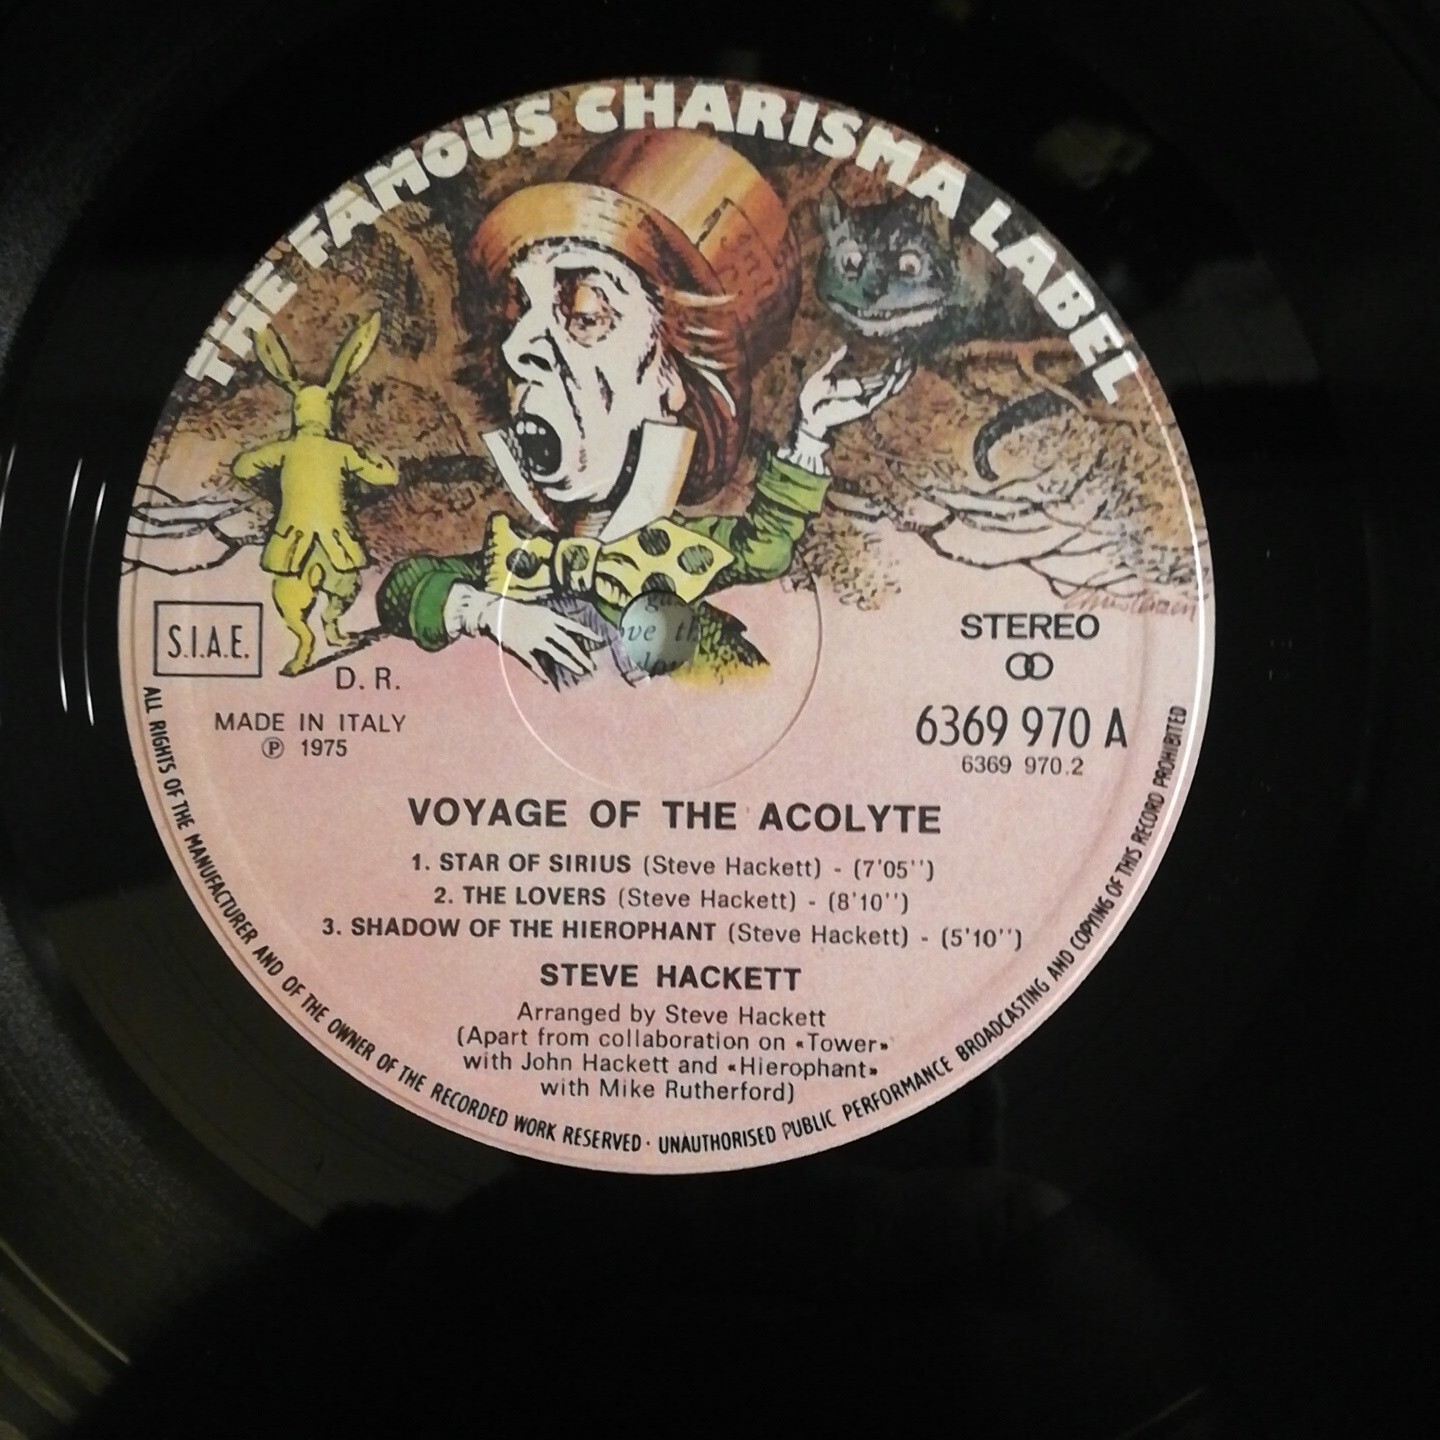 THE FAMOUS CHARISMA LABEL
S.I.A.E.
D. R.
MADE IN ITALY
℗ 1975
STEREO
6369 970 A
6369 970.2
VOYAGE OF THE ACOLYTE
1. STAR OF SIRIUS (Steve Hackett) - (7'05'')
2. THE LOVERS (Steve Hackett) - (8'10'')
3. SHADOW OF THE HIEROPHANT (Steve Hackett) - (5'10'')
STEVE HACKETT
Arranged by Steve Hackett
(Apart from collaboration on «Tower»
with John Hackett and «Hierophant»
with Mike Rutherford)
ALL RIGHTS OF THE MANUFACTURER AND OF THE OWNER OF THE RECORDED WORK RESERVED · UNAUTHORISED PUBLIC PERFORMANCE BROADCASTING AND COPYING OF THIS RECORD PROHIBITED